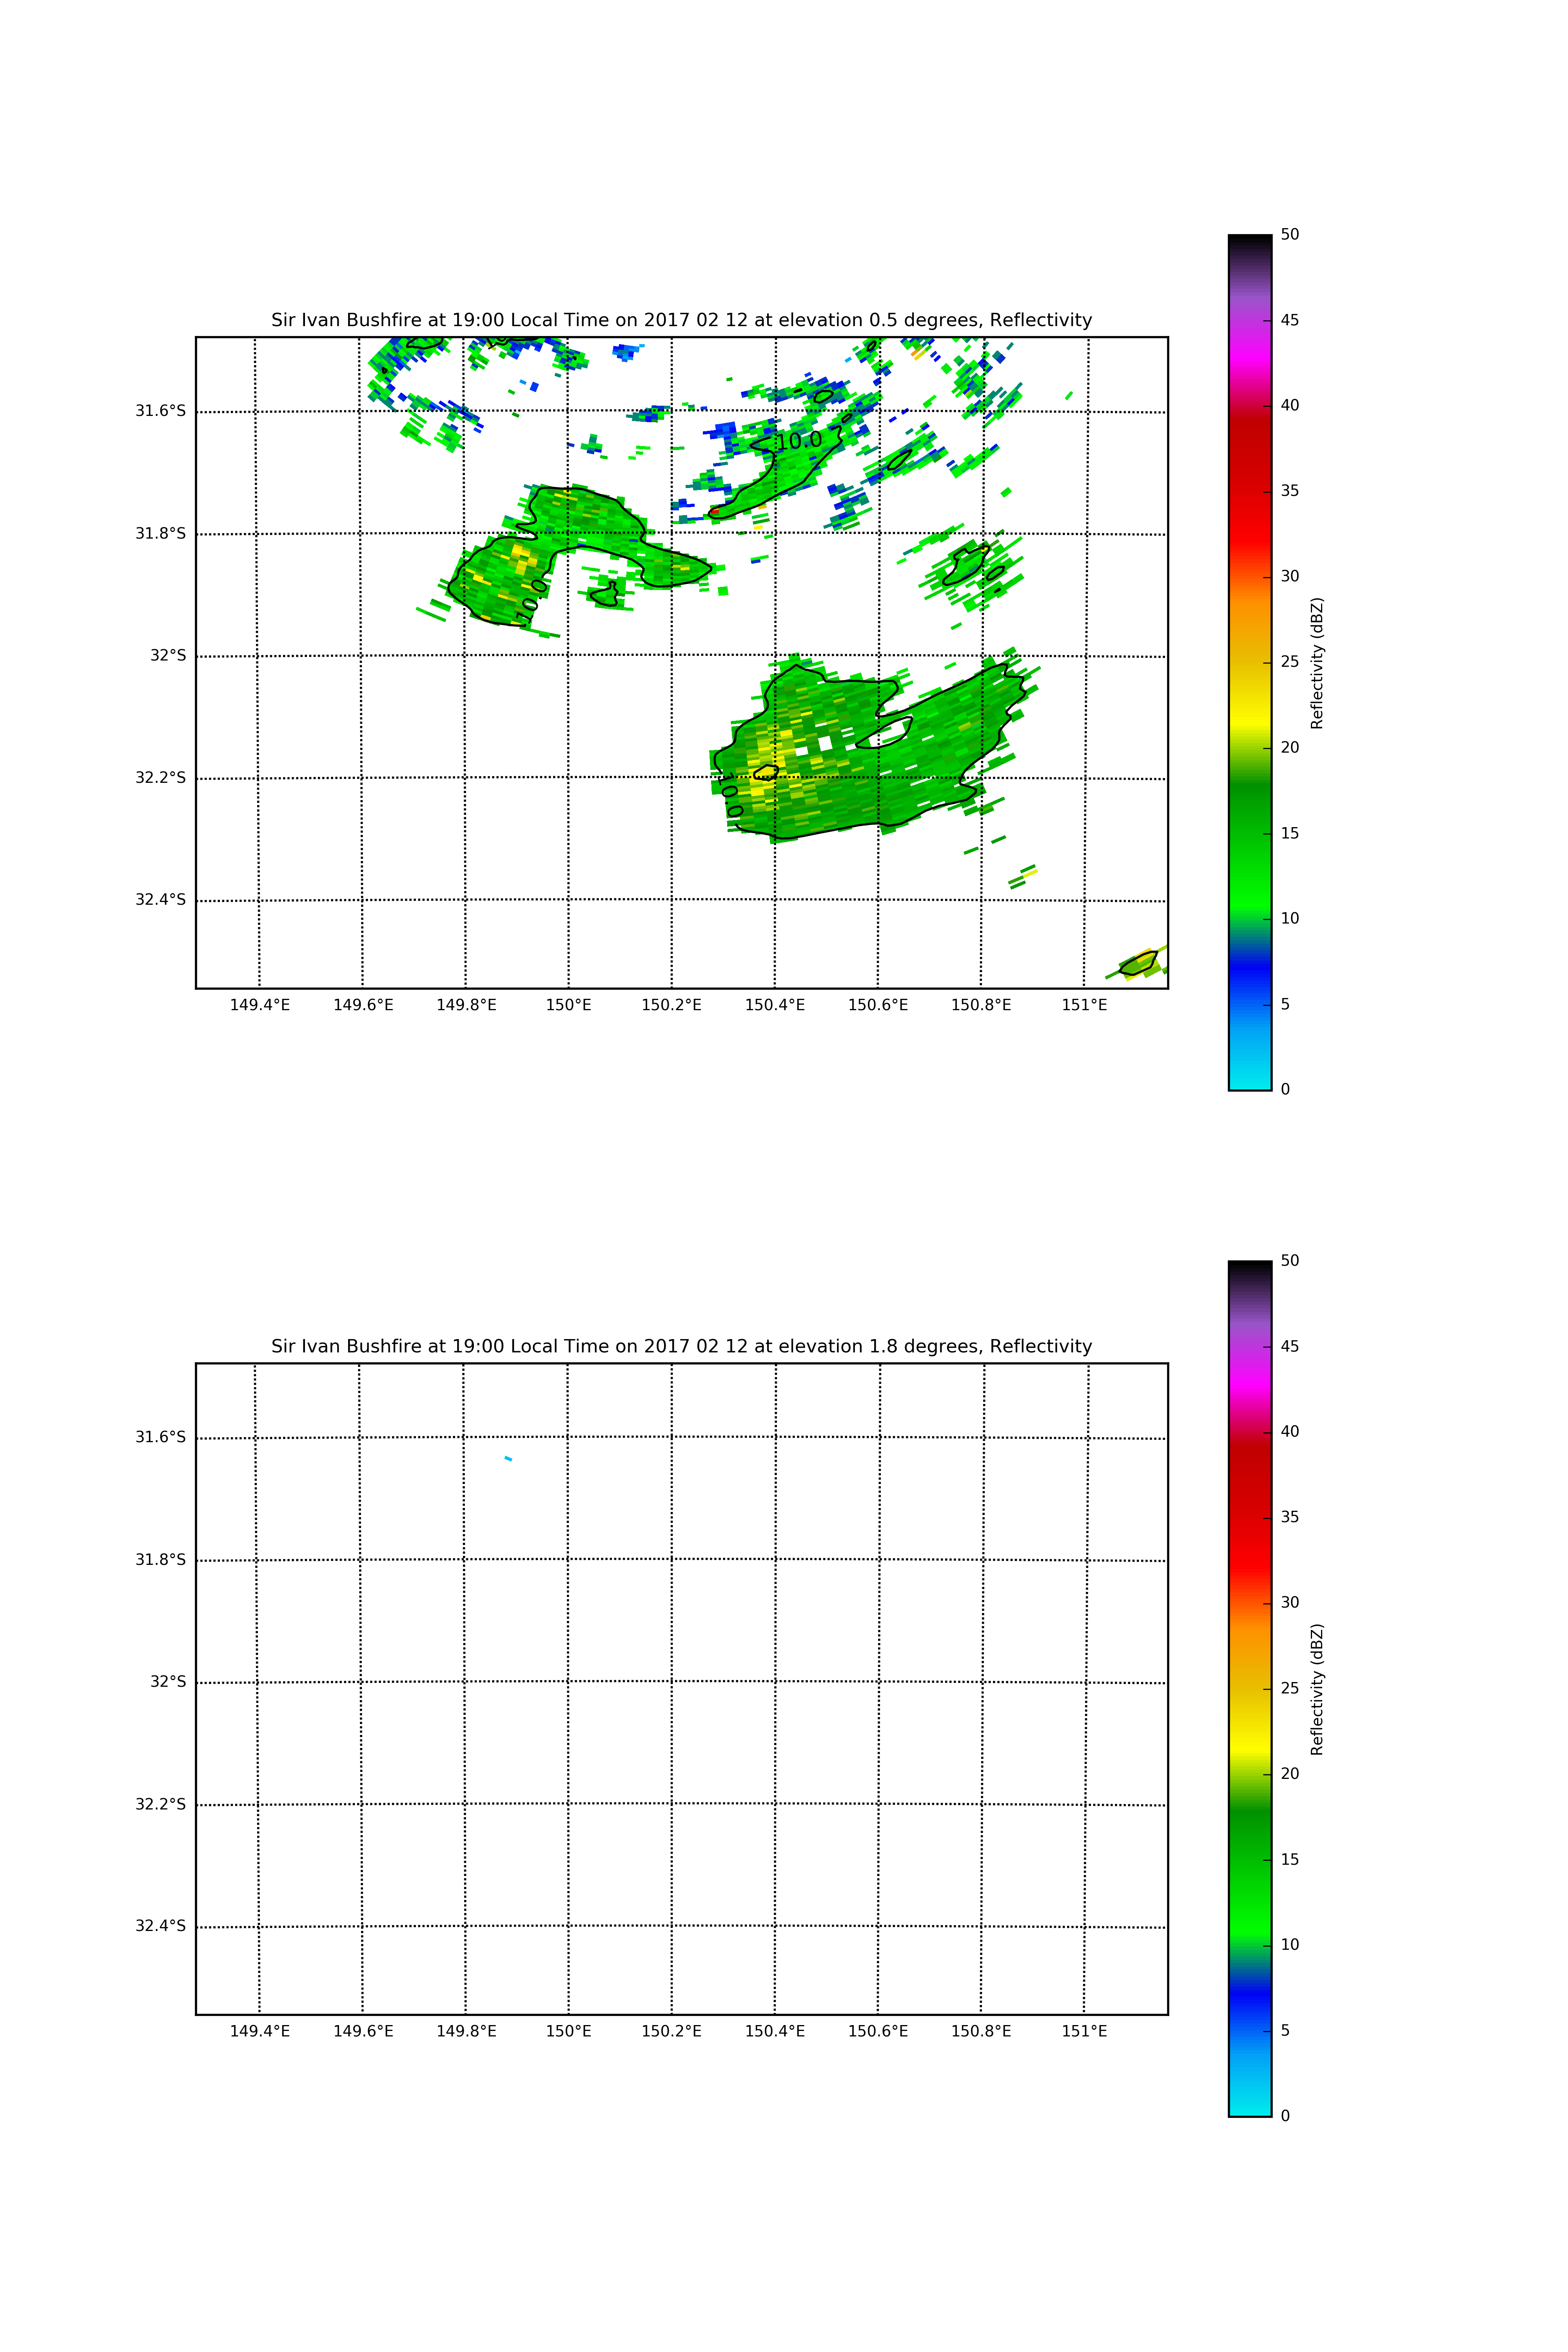 Sir Ivan Bushfire at 19:00 Local Time on 2017 02 12 at elevation 0.5 degrees, Reflectivity
50
45
40
35
30
25
20
15
10
5
0
Reflectivity (dBZ)
31.6°S
31.8°S
32°S
32.2°S
32.4°S
10.0
10.0
10.0
149.4°E 149.6°E 149.8°E 150°E 150.2°E 150.4°E 150.6°E 150.8°E 151°E
Sir Ivan Bushfire at 19:00 Local Time on 2017 02 12 at elevation 1.8 degrees, Reflectivity
50
45
40
35
30
25
20
15
10
5
0
Reflectivity (dBZ)
31.6°S
31.8°S
32°S
32.2°S
32.4°S
149.4°E 149.6°E 149.8°E 150°E 150.2°E 150.4°E 150.6°E 150.8°E 151°E